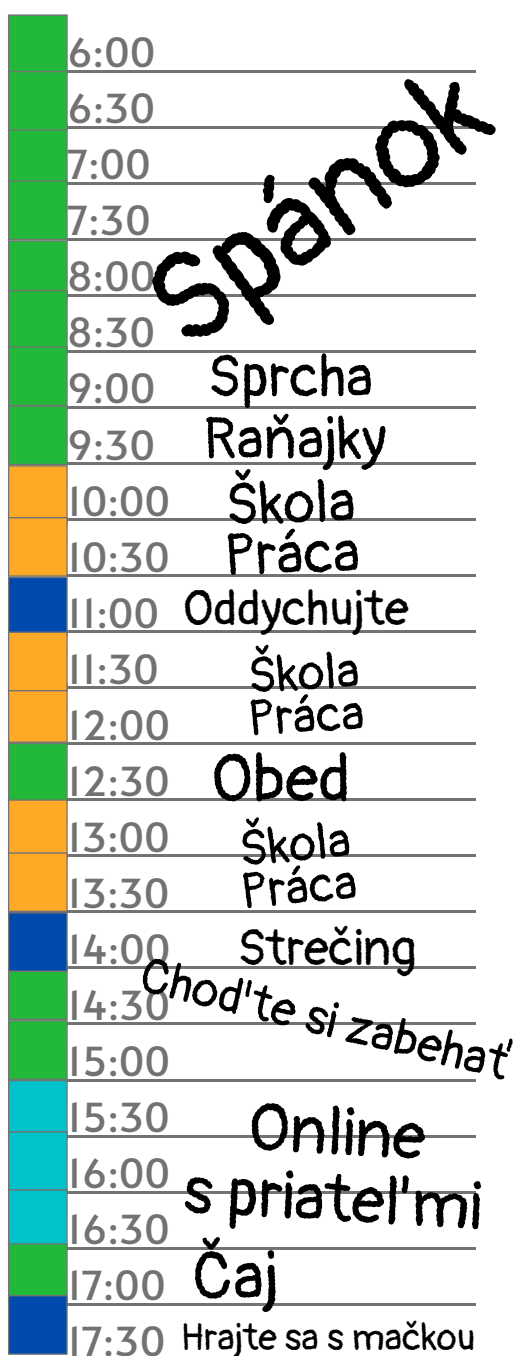 6:00
6:30
7:00
7:30
8:00
Spánok
8:30
9:00 Sprcha
9:30 Raňajky
10:00 Škola
10:30 Práca
11:00 Oddychujte
11:30 Škola
12:00 Práca
12:30 Obed
13:00 Škola
13:30 Práca
14:00 Strečing
14:30 Choďte si zabehať
15:00
15:30 Online
16:00 s priateľmi
16:30
17:00 Čaj
17:30 Hrajte sa s mačkou